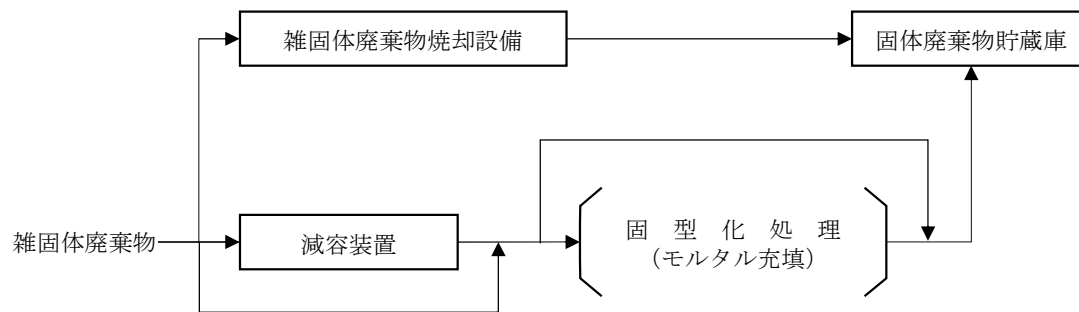 雑固体廃棄物焼却設備
固体廃棄物貯蔵庫
雑固体廃棄物
減容装置
固型化処理
（モルタル充填）